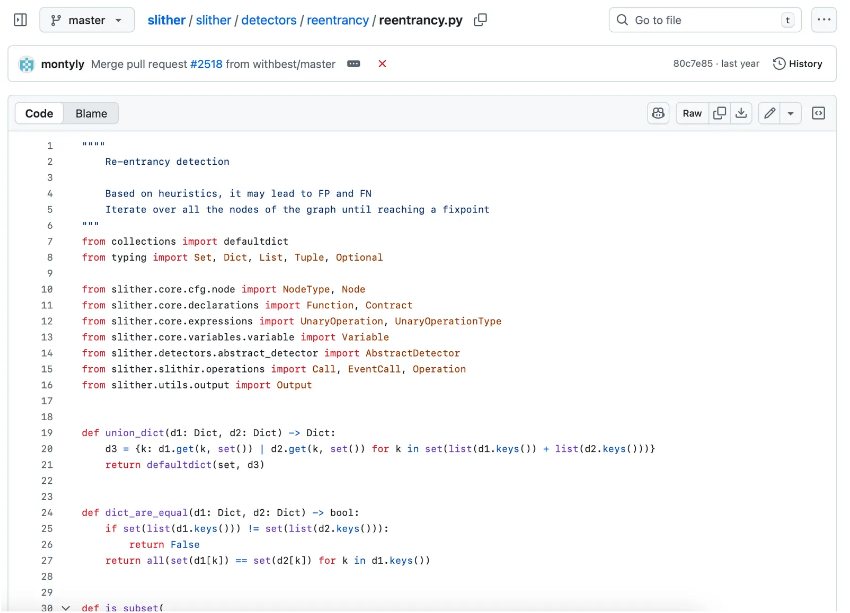 master
slither / slither / detectors / reentrancy / reentrancy.py
Go to file
t
montyly Merge pull request #2518 from withbest/master
80c7e85 · last year
History
Code Blame
Raw
1 """"
2     Re-entrancy detection
3
4     Based on heuristics, it may lead to FP and FN
5     Iterate over all the nodes of the graph until reaching a fixpoint
6 """
7 from collections import defaultdict
8 from typing import Set, Dict, List, Tuple, Optional
9
10 from slither.core.cfg.node import NodeType, Node
11 from slither.core.declarations import Function, Contract
12 from slither.core.expressions import UnaryOperation, UnaryOperationType
13 from slither.core.variables.variable import Variable
14 from slither.detectors.abstract_detector import AbstractDetector
15 from slither.slithir.operations import Call, EventCall, Operation
16 from slither.utils.output import Output
17
18
19 def union_dict(d1: Dict, d2: Dict) -> Dict:
20     d3 = {k: d1.get(k, set()) | d2.get(k, set()) for k in set(list(d1.keys()) + list(d2.keys()))}
21     return defaultdict(set, d3)
22
23
24 def dict_are_equal(d1: Dict, d2: Dict) -> bool:
25     if set(list(d1.keys())) != set(list(d2.keys())):
26         return False
27     return all(set(d1[k]) == set(d2[k]) for k in d1.keys())
28
29
30 def is_subset(